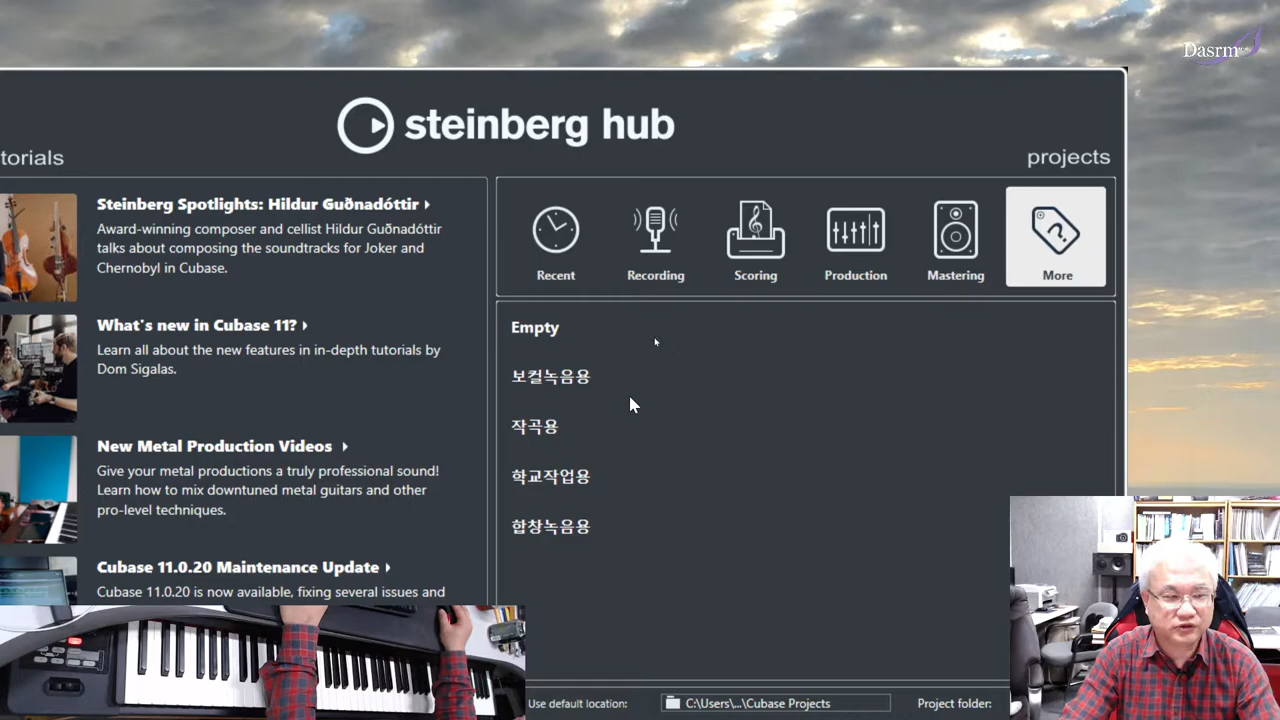 Dasrm
steinberg hub
torials
projects
Steinberg Spotlights: Hildur Guðnadóttir
Award-winning composer and cellist Hildur Guðnadóttir
talks about composing the soundtracks for Joker and
Chernobyl in Cubase.
What's new in Cubase 11?
Learn all about the new features in in-depth tutorials by
Dom Sigalas.
New Metal Production Videos
Give your metal productions a truly professional sound!
Learn how to mix downtuned metal guitars and other
pro-level techniques.
Cubase 11.0.20 Maintenance Update
Cubase 11.0.20 is now available, fixing several issues and
Recent
Recording
Scoring
Production
Mastering
More
Empty
보컬녹음용
작곡용
학교작업용
합창녹음용
Use default location:
C:\Users\...\Cubase Projects
Project folder: